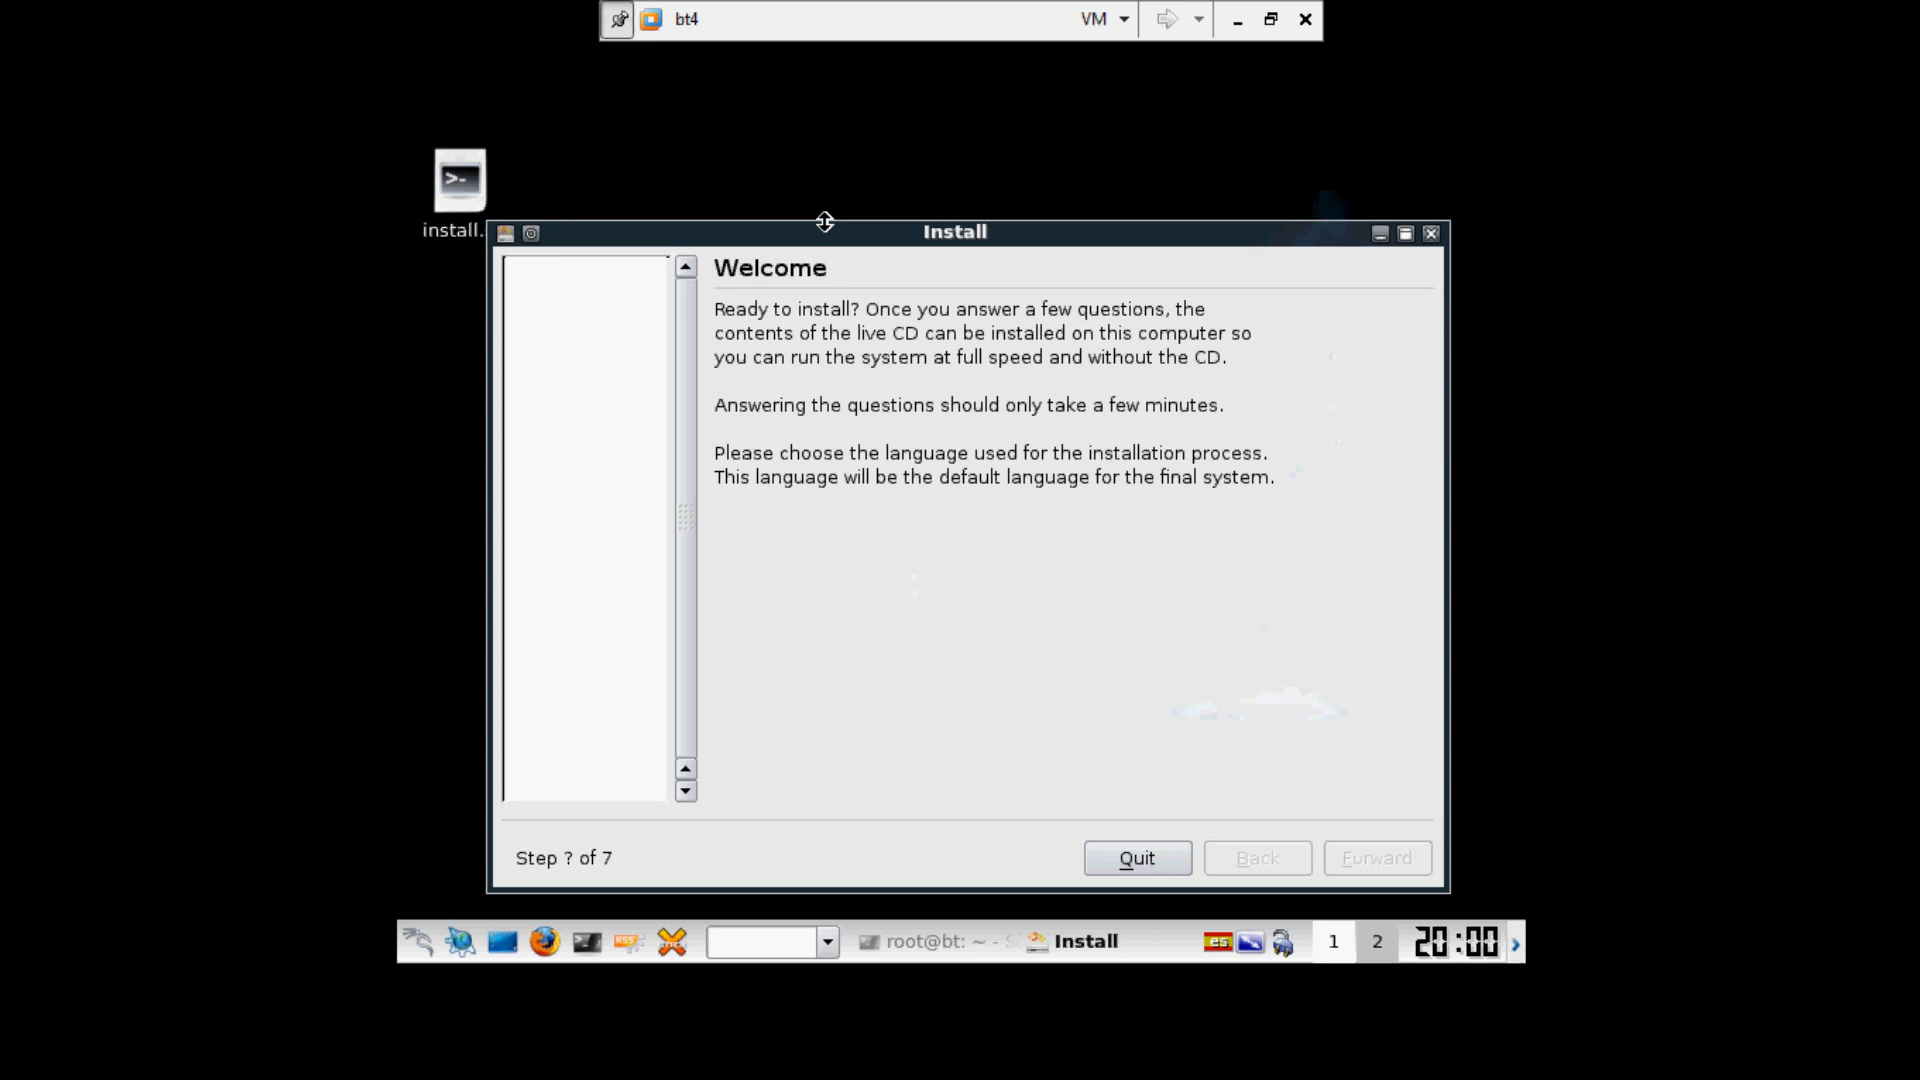 bt4
VM
install.
Install
Welcome
Ready to install? Once you answer a few questions, the
contents of the live CD can be installed on this computer so
you can run the system at full speed and without the CD.
Answering the questions should only take a few minutes.
Please choose the language used for the installation process.
This language will be the default language for the final system.
Step ? of 7
Quit
Back
Forward
root@bt: ~ - S
Install
es
1
2
20:00